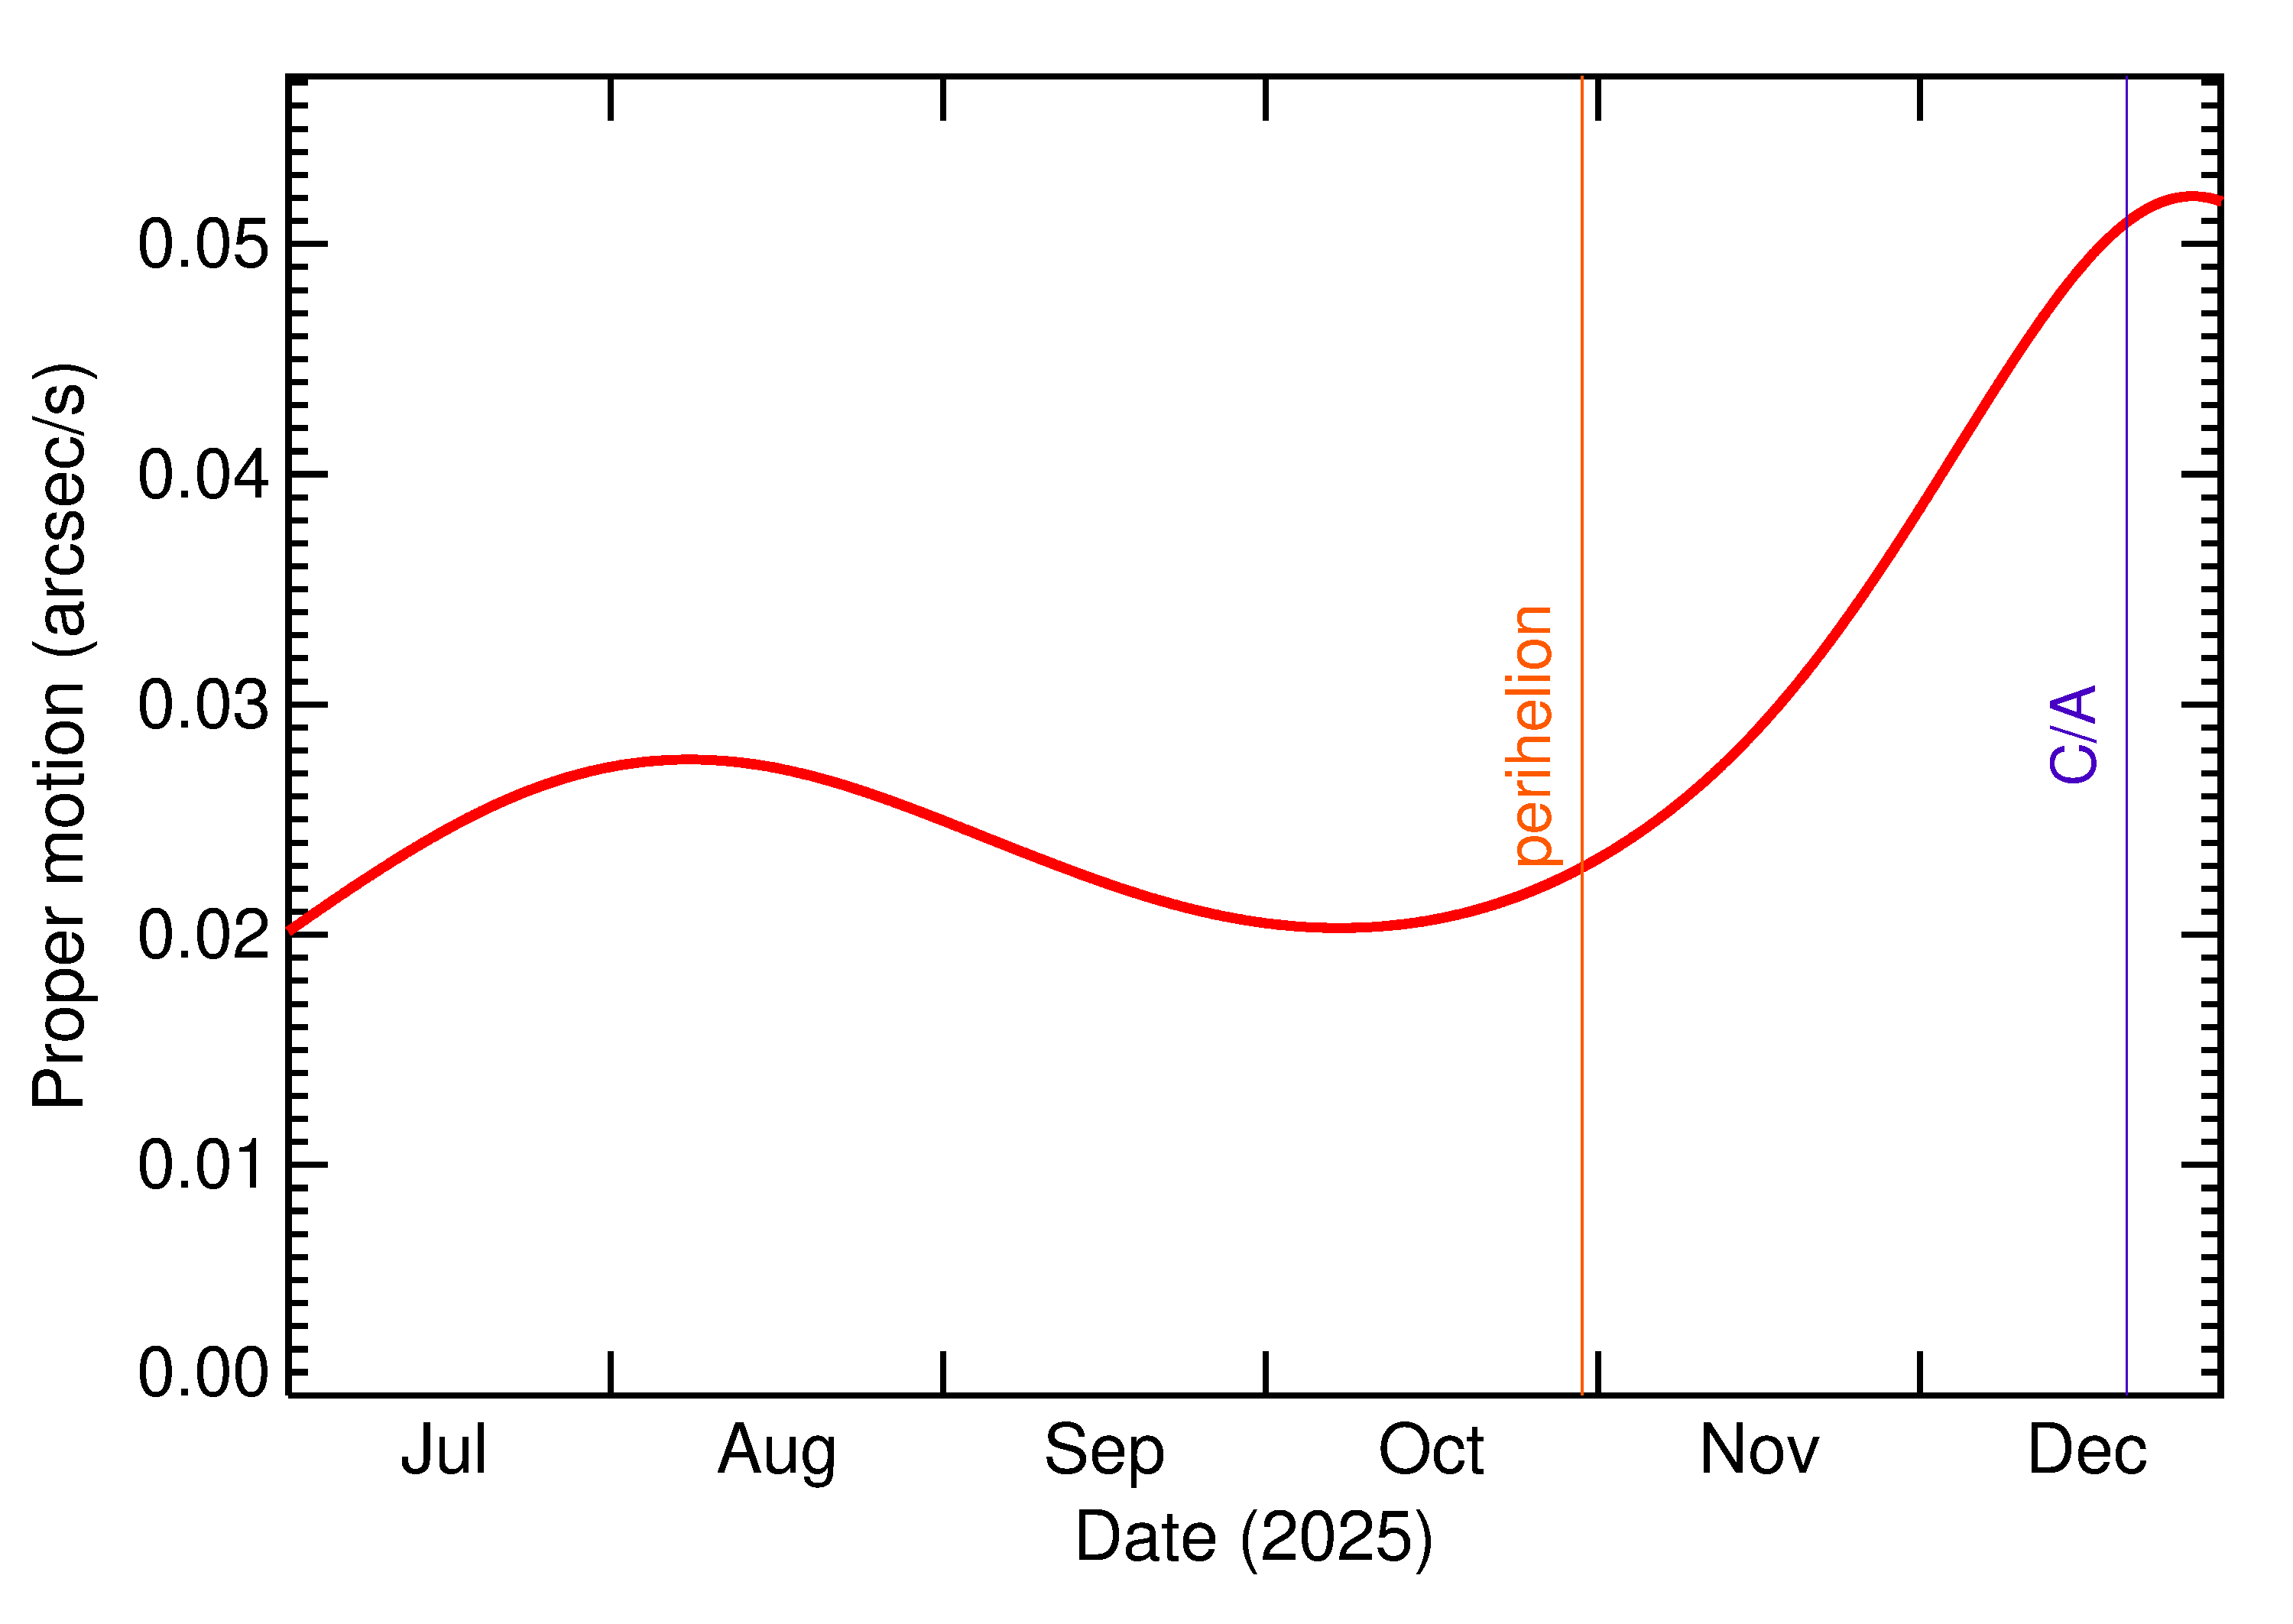 Proper motion (arcsec/s)
0.05
0.04
0.03
0.02
0.01
0.00
perihelion
C/A
Jul Aug Sep Oct Nov Dec
Date (2025)